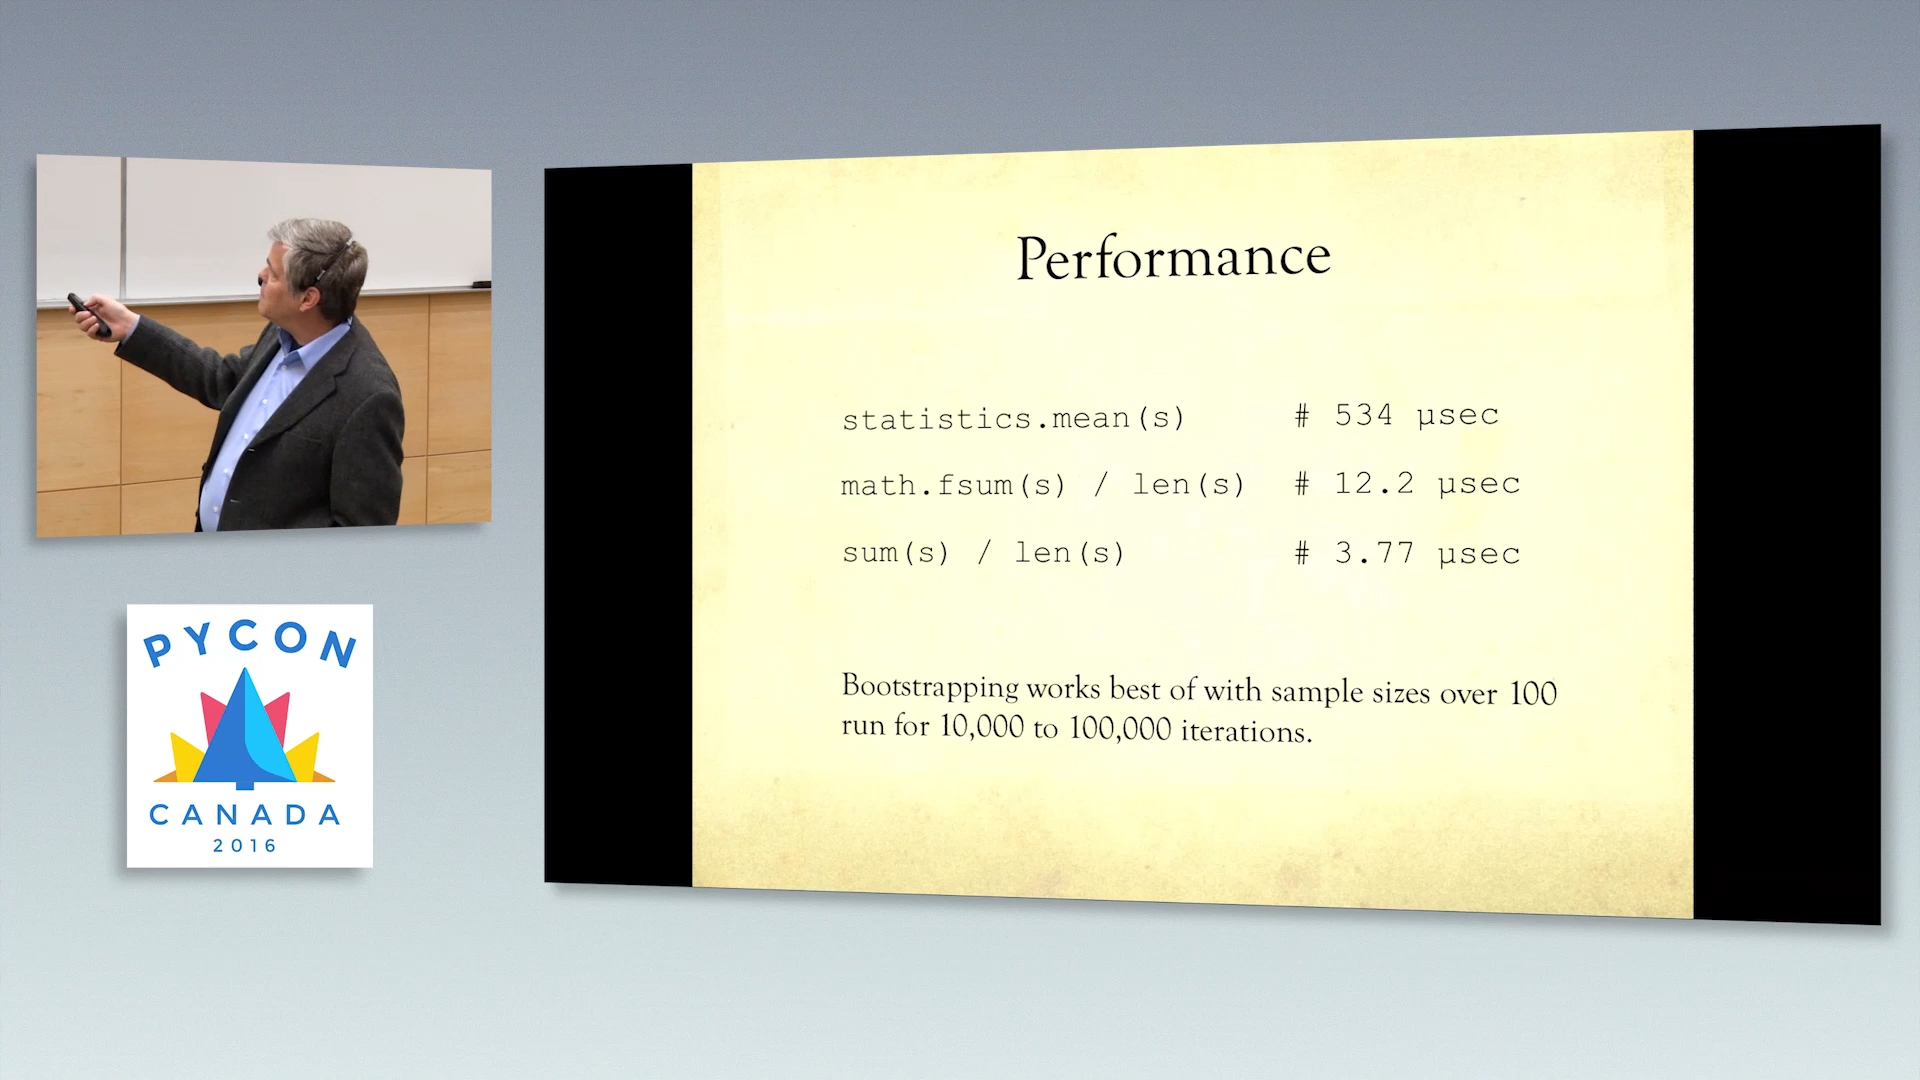 Performance
statistics.mean(s) # 534 µsec
math.fsum(s) / len(s) # 12.2 µsec
sum(s) / len(s) # 3.77 µsec
Bootstrapping works best of with sample sizes over 100
run for 10,000 to 100,000 iterations.
PYCON
CANADA
2016